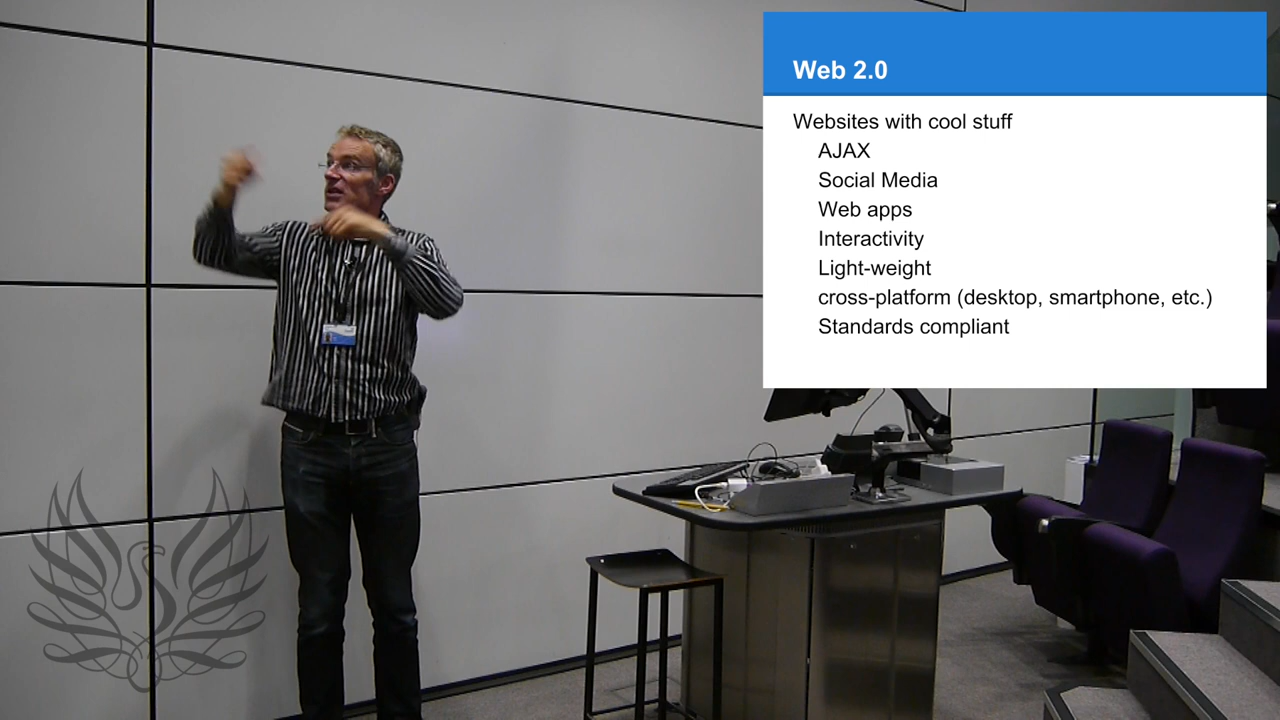 Web 2.0
Websites with cool stuff
AJAX
Social Media
Web apps
Interactivity
Light-weight
cross-platform (desktop, smartphone, etc.)
Standards compliant